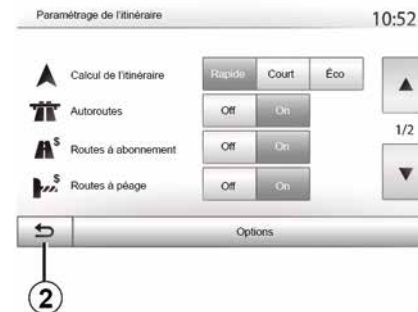 Paramétrage de l'itinéraire 10:52
Calcul de l'itinéraire Rapide Court Éco
Autoroutes Off On
1/2
Routes à abonnement Off On
Routes à péage Off On
Options
2